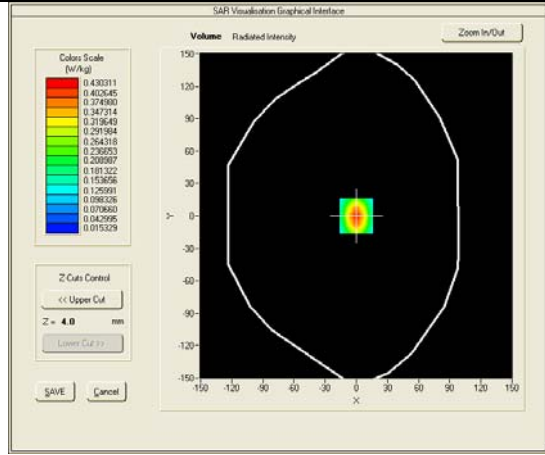 SAR Visualisation Graphical Interface
Volume Radiated Intensity
Zoom In/Out
Colors Scale
(W/kg)
0.430311
0.402645
0.374980
0.347314
0.319649
0.291984
0.264318
0.236653
0.208987
0.181322
0.153656
0.125991
0.098326
0.070660
0.042995
0.015329
Z Cuts Control
<< Upper Cut
Z = 4.0 mm
Lower Cut >>
SAVE Cancel
150-
120-
90-
60-
30-
0-
-30-
-60-
-90-
-120-
-150-
Y
-150 -120 -90 -60 -30 0 30 60 90 120 150
X